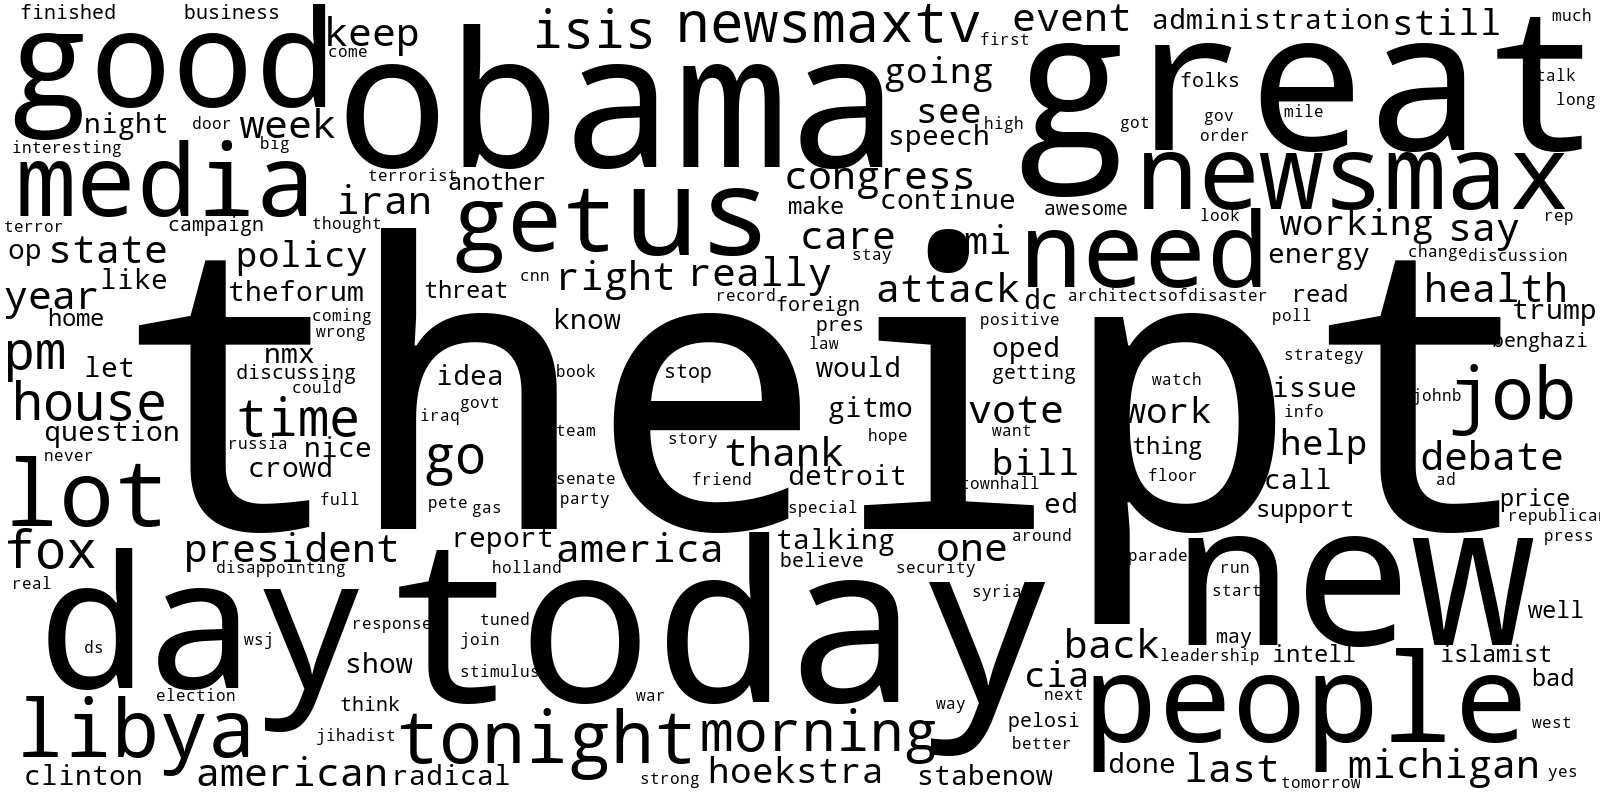 finished business keep isis newsmaxtv event administration still much
good come obama first great
going folks talk
night door week see high got gov mile long
interesting big speech order
media terrorist another congress newsmax
iran getus make continue awesome look rep
terror campaign thought working say
op state care mi need
policy right really stay energy change discussion
year like theforum threat cnn record foreign attack dc architectsofdisaster read health
home coming wrong know pres positive poll trump
theipt
pm let nmx law oped strategy benghazi
discussing could idea book stop would getting watch issue
house time iraq govt gitmo vote work info johnb job
question russia nice team story hope want thing help
never crowd go thank bill debate
lot full senate friend detroit townhall floor call ad
pete gas party special ed support price republican
fox president report america talking one around press
real disappointing holland believe security parade run new
daytoday syria start
ds wsj response tuned well
show join back may leadership intell islamist
stimulus cia people bad
election think war way next
libya jihadist tonight morning pelosi west
better
clinton american radical strong hoekstra stabenow done last tomorrow michigan yes